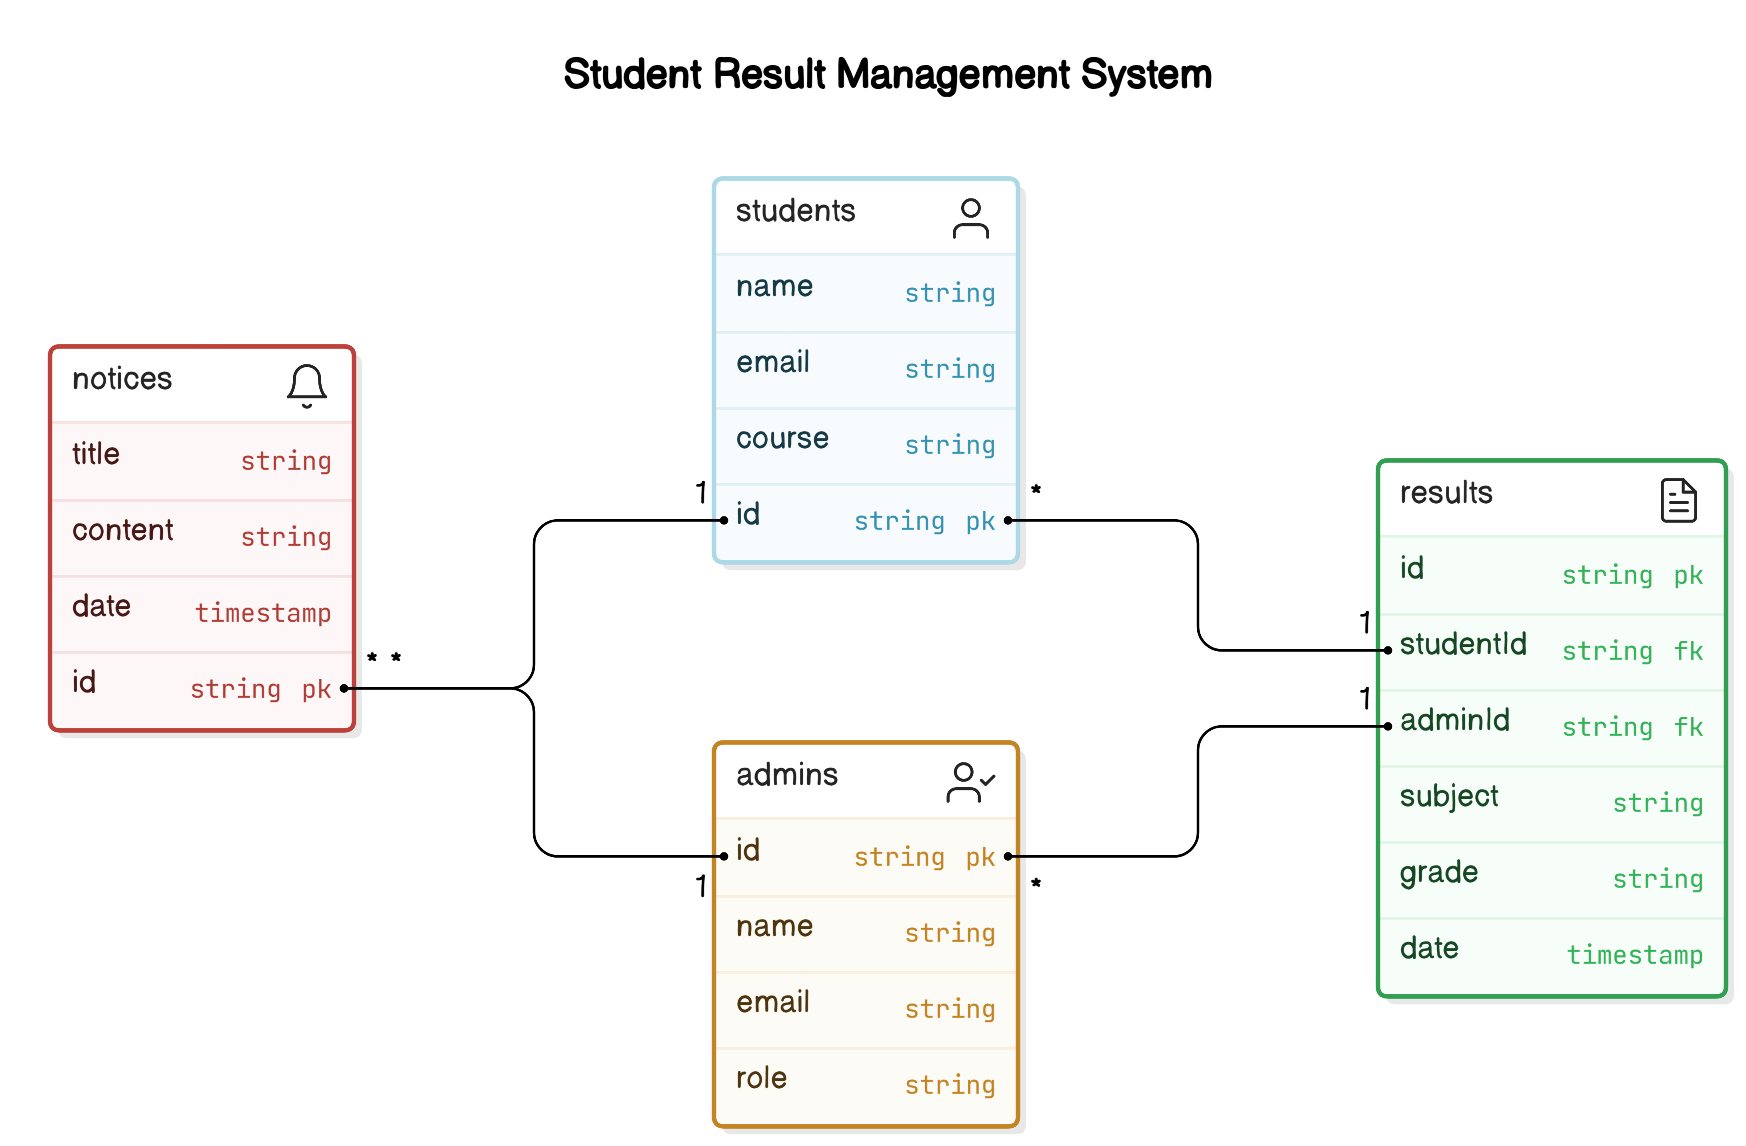 Student Result Management System
students
name string
email string
course string
1 id string pk *
notices
title string
content string
date timestamp
* *
id string pk
admins
id string pk
1 *
name string
email string
role string
results
id string pk
1
studentId string fk
1
adminId string fk
subject string
grade string
date timestamp